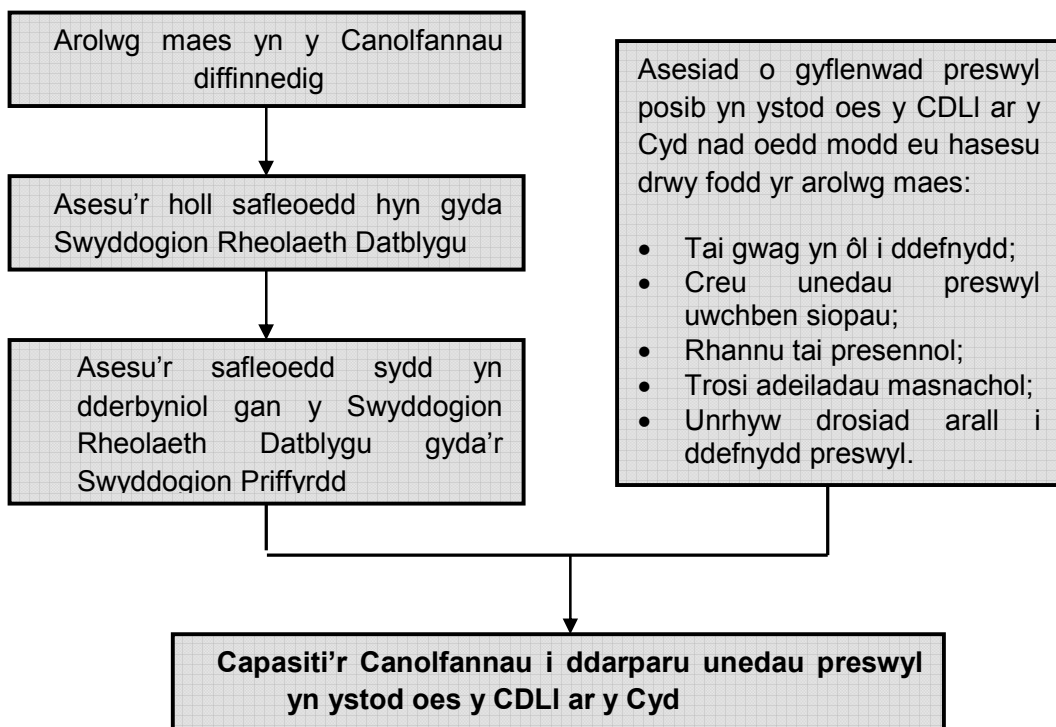 Arolwg maes yn y Canolfannau
diffinnedig
Asesu'r holl safleoedd hyn gyda
Swyddogion Rheolaeth Datblygu
Asesu'r safleoedd sydd yn
dderbyniol gan y Swyddogion
Rheolaeth Datblygu gyda'r
Swyddogion Priffyrdd
Asesiad o gyflenwad preswyl
posib yn ystod oes y CDLl ar y
Cyd nad oedd modd eu hasesu
drwy fodd yr arolwg maes:
• Tai gwag yn ôl i ddefnydd;
• Creu unedau preswyl
uwchben siopau;
• Rhannu tai presennol;
• Trosi adeiladau masnachol;
• Unrhyw drosiad arall i
ddefnydd preswyl.
Capasiti'r Canolfannau i ddarparu unedau preswyl
yn ystod oes y CDLl ar y Cyd